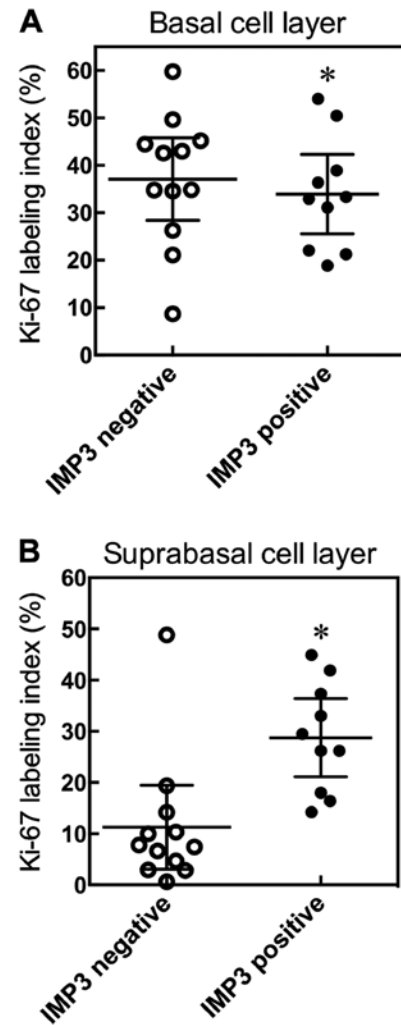 A Basal cell layer
Ki-67 labeling index (%)
60
50
40
30
20
10
0
*
IMP3 negative
IMP3 positive
B Suprabasal cell layer
Ki-67 labeling index (%)
60
50
40
30
20
10
0
*
IMP3 negative
IMP3 positive